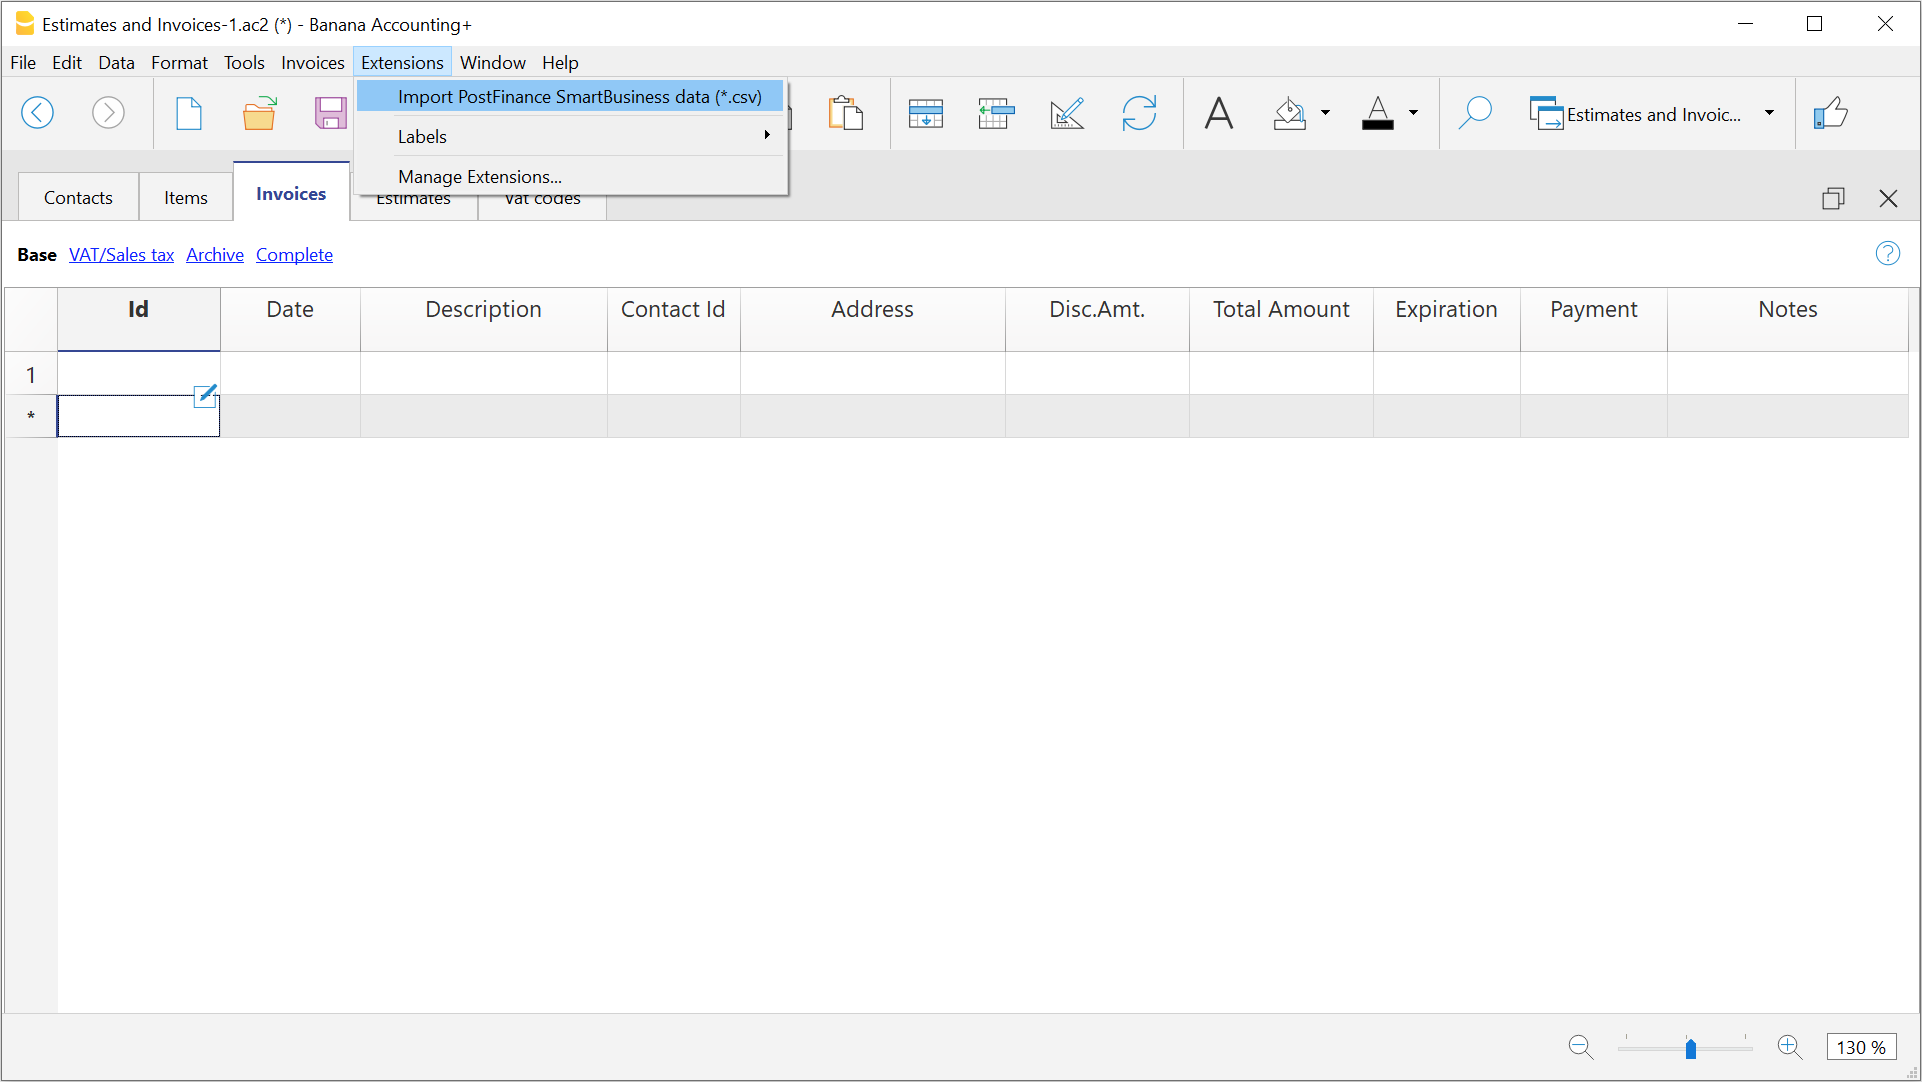 Estimates and Invoices-1.ac2 (*) - Banana Accounting+
File Edit Data Format Tools Invoices Extensions Window Help
Import PostFinance SmartBusiness data (*.csv)
Labels
Manage Extensions...
Estimates and Invoic...
Contacts Items Invoices Estimates Vat codes
Base VAT/Sales tax Archive Complete
Id Date Description Contact Id Address Disc.Amt. Total Amount Expiration Payment Notes
1
*
130 %